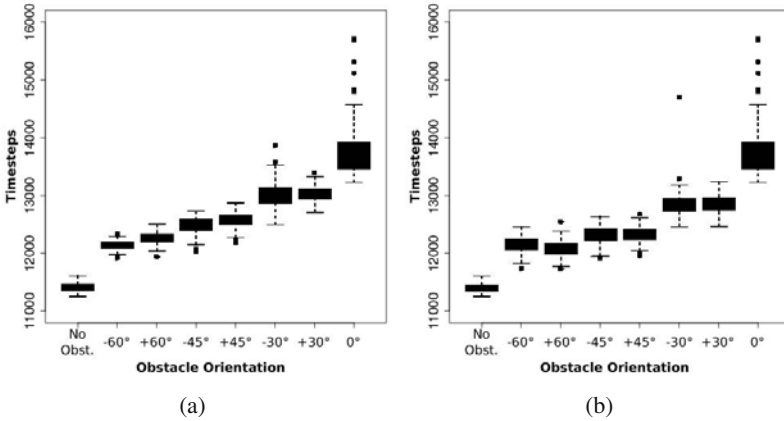 16000
15000
14000
13000
12000
11000
Timesteps
No
Obst.
-60°
+60°
-45°
+45°
-30°
+30°
0°
Obstacle Orientation
(a)
16000
15000
14000
13000
12000
11000
Timesteps
No
Obst.
-60°
+60°
-45°
+45°
-30°
+30°
0°
Obstacle Orientation
(b)